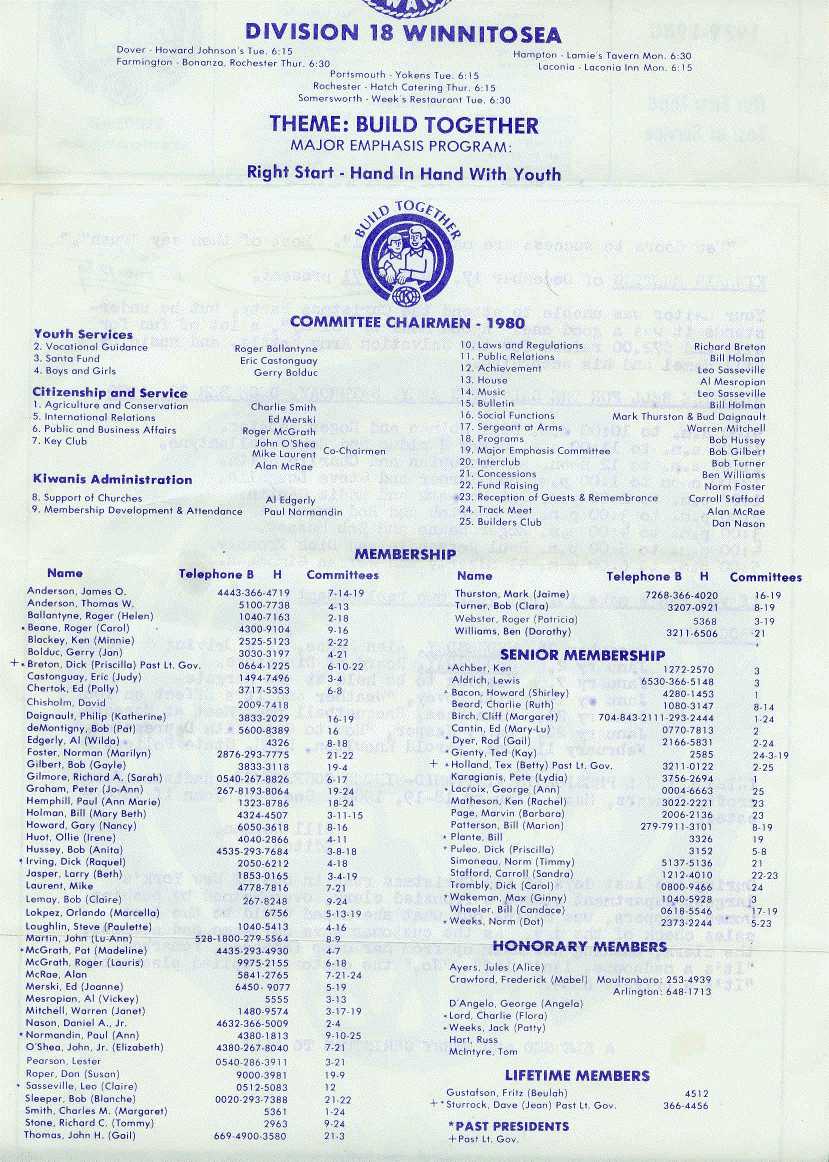 DIVISION 18 WINNITOSEA
Dover - Howard Johnson's Tue. 6:15
Farmington - Bonanza, Rochester Thur. 6:30
Hampton - Lamie's Tavern Mon. 6:30
Laconia - Laconia Inn Mon. 6:15
Portsmouth - Yokens Tue. 6:15
Rochester - Hatch Catering Thur. 6:15
Somersworth - Week's Restaurant Tue. 6:30
THEME: BUILD TOGETHER
MAJOR EMPHASIS PROGRAM:
Right Start - Hand In Hand With Youth
BUILD TOGETHER
COMMITTEE CHAIRMEN - 1980
Youth Services
2. Vocational Guidance Roger Ballantyne
3. Santa Fund Eric Castonguay
4. Boys and Girls Gerry Bolduc
Citizenship and Service
1. Agriculture and Conservation Charlie Smith
5. International Relations Ed Merski
6. Public and Business Affairs Roger McGrath
7. Key Club John O'Shea
Mike Laurent Co-Chairmen
Alan McRae
Kiwanis Administration
8. Support of Churches Al Edgerly
9. Membership Development & Attendance Paul Normandin
10. Laws and Regulations Richard Breton
11. Public Relations Bill Holman
12. Achievement Leo Sasseville
13. House Al Mesropian
14. Music Leo Sasseville
15. Bulletin Bill Holman
16. Social Functions Mark Thurston & Bud Daignault
17. Sergeant at Arms Warren Mitchell
18. Programs Bob Hussey
19. Major Emphasis Committee Bob Gilbert
20. Interclub Bob Turner
21. Concessions Ben Williams
22. Fund Raising Norm Foster
23. Reception of Guests & Remembrance Carroll Stafford
24. Track Meet Alan McRae
25. Builders Club Dan Nason
MEMBERSHIP
Name Telephone B H Committees
Anderson, James O. 4443-366-4719 7-14-19
Anderson, Thomas W. 5100-7738 4-13
Ballantyne, Roger (Helen) 1040-7163 2-18
*Beane, Roger (Carol) 4300-9104 9-16
Blackey, Ken (Minnie) 2525-5123 2-22
Bolduc, Gerry (Jan) 3030-3197 4-21
+*Breton, Dick (Priscilla) Past Lt. Gov. 0664-1225 6-10-22
Castonguay, Eric (Judy) 1494-7496 3-4
Chertok, Ed (Polly) 3717-5353 6-8
Chisholm, David 2009-7418
Daignault, Philip (Katherine) 3833-2029 16-19
deMontigny, Bob (Pat) 5600-8389 16
Edgerly, Al (Wilda) 4326 8-18
Foster, Norman (Marilyn) 2876-293-7775 21-22
Gilbert, Bob (Gayle) 3833-3118 19-4
Gilmore, Richard A. (Sarah) 0540-267-8826 6-17
Graham, Peter (Jo-Ann) 267-8193-8064 19-24
Hemphill, Paul (Ann Marie) 1323-8786 18-24
Holman, Bill (Mary Beth) 4324-4507 3-11-15
Howard, Gary (Nancy) 6050-3618 8-16
Huot, Ollie (Irene) 4040-2866 4-11
Hussey, Bob (Anita) 4535-293-7684 3-8-18
*Irving, Dick (Raquel) 2050-6212 4-18
Jasper, Larry (Beth) 1853-0165 3-4-19
Laurent, Mike 4778-7816 7-21
Lemay, Bob (Claire) 267-8248 9-24
Lokpez, Orlando (Marcella) 6756 5-13-19
Loughlin, Steve (Paulette) 1040-5413 4-16
Martin, John (Lu-Ann) 528-1800-279-5564 8-9
*McGrath, Pat (Madeline) 4435-293-4930 4-7
McGrath, Roger (Lauris) 9975-2155 6-18
McRae, Alan 5841-2765 7-21-24
Merski, Ed (Joanne) 6450- 9077 5-19
Mesropian, Al (Vickey) 5555 3-13
Mitchell, Warren (Janet) 1480-9574 3-17-19
Nason, Daniel A., Jr. 4632-366-5009 2-4
*Normandin, Paul (Ann) 4380-1813 9-10-25
O'Shea, John, Jr. (Elizabeth) 4380-267-8040 7-21
Pearson, Lester 0540-286-3911 3-21
Roper, Don (Susan) 9000-3981 19-9
*Sasseville, Leo (Claire) 0512-5083 12
Sleeper, Bob (Blanche) 0020-293-7388 21-22
Smith, Charles M. (Margaret) 5361 1-24
Stone, Richard C. (Tommy) 2963 9-24
Thomas, John H. (Gail) 669-4900-3580 21-3
Name Telephone B H Committees
Thurston, Mark (Jaime) 7268-366-4020 16-19
Turner, Bob (Clara) 3207-0921 8-19
Webster, Roger (Patricia) 5368 3-19
Williams, Ben (Dorothy) 3211-6506 21
SENIOR MEMBERSHIP
*Achber, Ken 1272-2570 3
Aldrich, Lewis 6530-366-5148 3
*Bacon, Howard (Shirley) 4280-1453 1
Beard, Charlie (Ruth) 1080-3147 8-14
Birch, Cliff (Margaret) 704-843-2111-293-2444 1-24
Cantin, Ed (Mary-Lu) 0770-7813 2
*Dyer, Rod (Gail) 2166-5831 2-24
*Gienty, Ted (Kay) 2585 24-3-19
+*Holland, Tex (Betty) Past Lt. Gov. 3211-0122 2-25
Karagianis, Pete (Lydia) 3756-2694 1
*Lacroix, George (Ann) 0004-6663 25
Matheson, Ken (Rachel) 3022-2221 23
Page, Marvin (Barbara) 2006-2136 23
Patterson, Bill (Marion) 279-7911-3101 8-19
*Plante, Bill 3326 19
*Puleo, Dick (Priscilla) 3152 5-8
Simoneau, Norm (Timmy) 5137-5136 21
Stafford, Carroll (Sandra) 1212-4010 22-23
Trombly, Dick (Carol) 0800-9466 24
*Wakeman, Max (Ginny) 1040-5928 3
Wheeler, Bill (Candace) 0618-5546 17-19
*Weeks, Norm (Dot) 2373-2244 5-23
HONORARY MEMBERS
Ayers, Jules (Alice)
Crawford, Frederick (Mabel) Moultonboro: 253-4939
Arlington: 648-1713
D'Angelo, George (Angela)
*Lord, Charlie (Flora)
*Weeks, Jack (Patty)
Hart, Russ
McIntyre, Tom
LIFETIME MEMBERS
Gustafson, Fritz (Beulah) 4512
+*Sturrock, Dave (Jean) Past Lt. Gov. 366-4456
*PAST PRESIDENTS
+Past Lt. Gov.